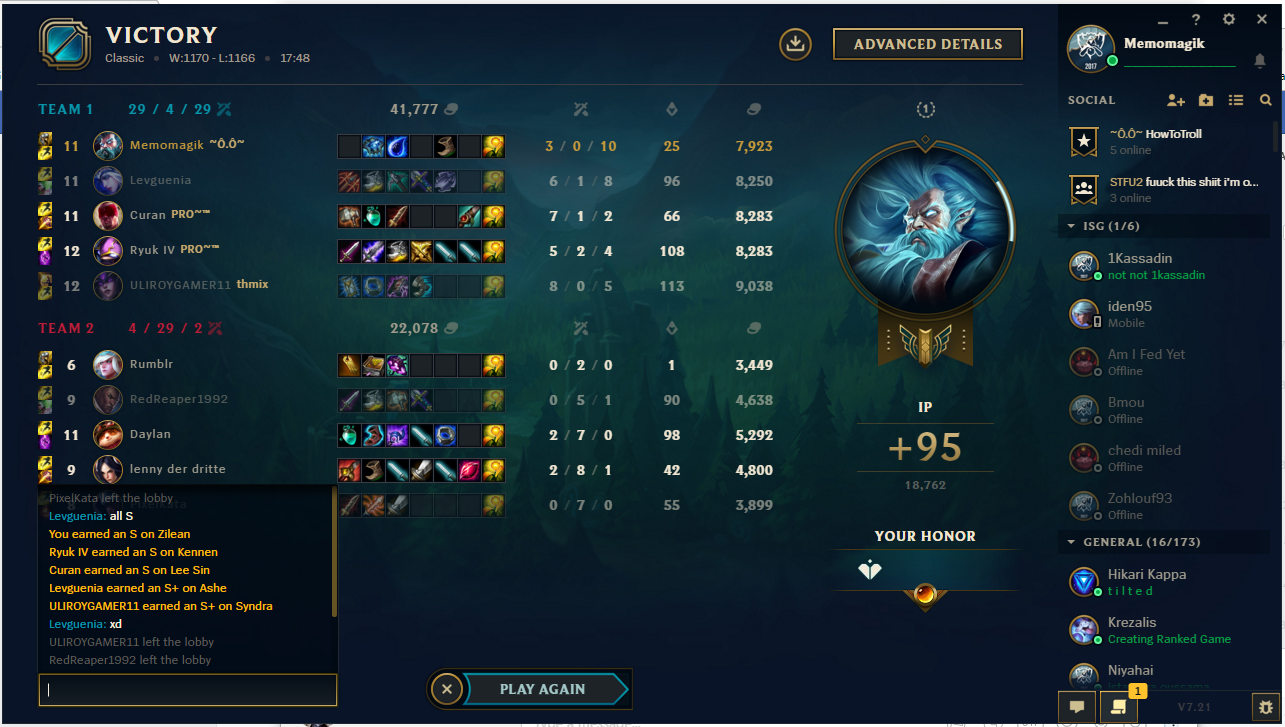 VICTORY
Classic • W:1170 - L:1166 • 17:48
ADVANCED DETAILS
TEAM 1 29 / 4 / 29 41,777
11 Memomagik ~Ô.Ô~ 3 / 0 / 10 25 7,923
11 Levguenia 6 / 1 / 8 96 8,250
11 Curan PRO~™ 7 / 1 / 2 66 8,283
12 Ryuk IV PRO~™ 5 / 2 / 4 108 8,283
12 ULIROYGAMER11 thmix 8 / 0 / 5 113 9,038
TEAM 2 4 / 29 / 2 22,078
6 Rumblr 0 / 2 / 0 1 3,449
9 RedReaper1992 0 / 5 / 1 90 4,638
11 Daylan 2 / 7 / 0 98 5,292
9 lenny der dritte 2 / 8 / 1 42 4,800
8 PixelKata 0 / 7 / 0 55 3,899
PixelKata left the lobby
Levguenia: all S
You earned an S on Zilean
Ryuk IV earned an S on Kennen
Curan earned an S on Lee Sin
Levguenia earned an S+ on Ashe
ULIROYGAMER11 earned an S+ on Syndra
Levguenia: xd
ULIROYGAMER11 left the lobby
RedReaper1992 left the lobby
PLAY AGAIN
1
IP
+95
18,762
YOUR HONOR
?
2017
Memomagik
SOCIAL
~Ô.Ô~ HowToTroll
5 online
STFU2 fuuck this shiit i'm o...
3 online
ISG (1/6)
1Kassadin
not not 1kassadin
iden95
Mobile
Am I Fed Yet
Offline
Bmou
Offline
chedi miled
Offline
Zohlouf93
Offline
GENERAL (16/173)
Hikari Kappa
t i l t e d
Krezalis
Creating Ranked Game
Niyahai
1
V7.21